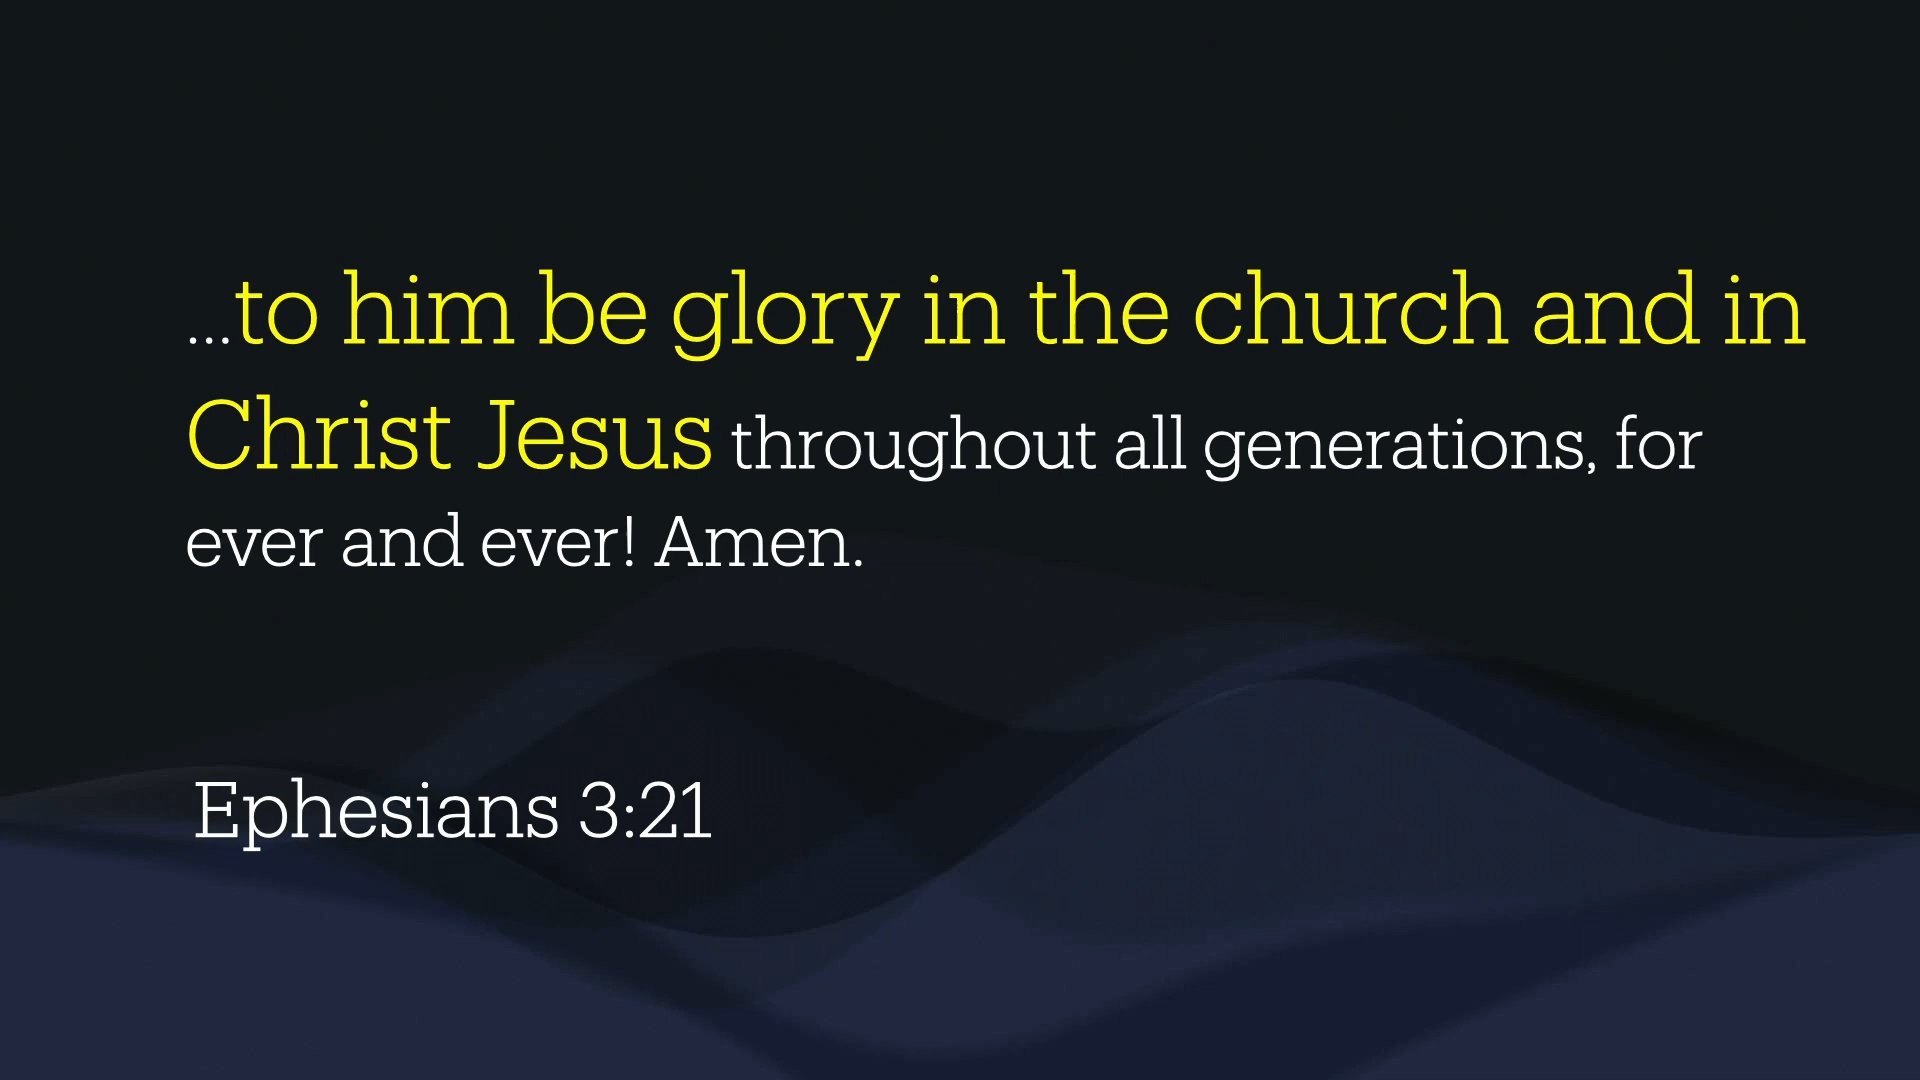 ...to him be glory in the church and in
Christ Jesus throughout all generations, for
ever and ever! Amen.
Ephesians 3:21